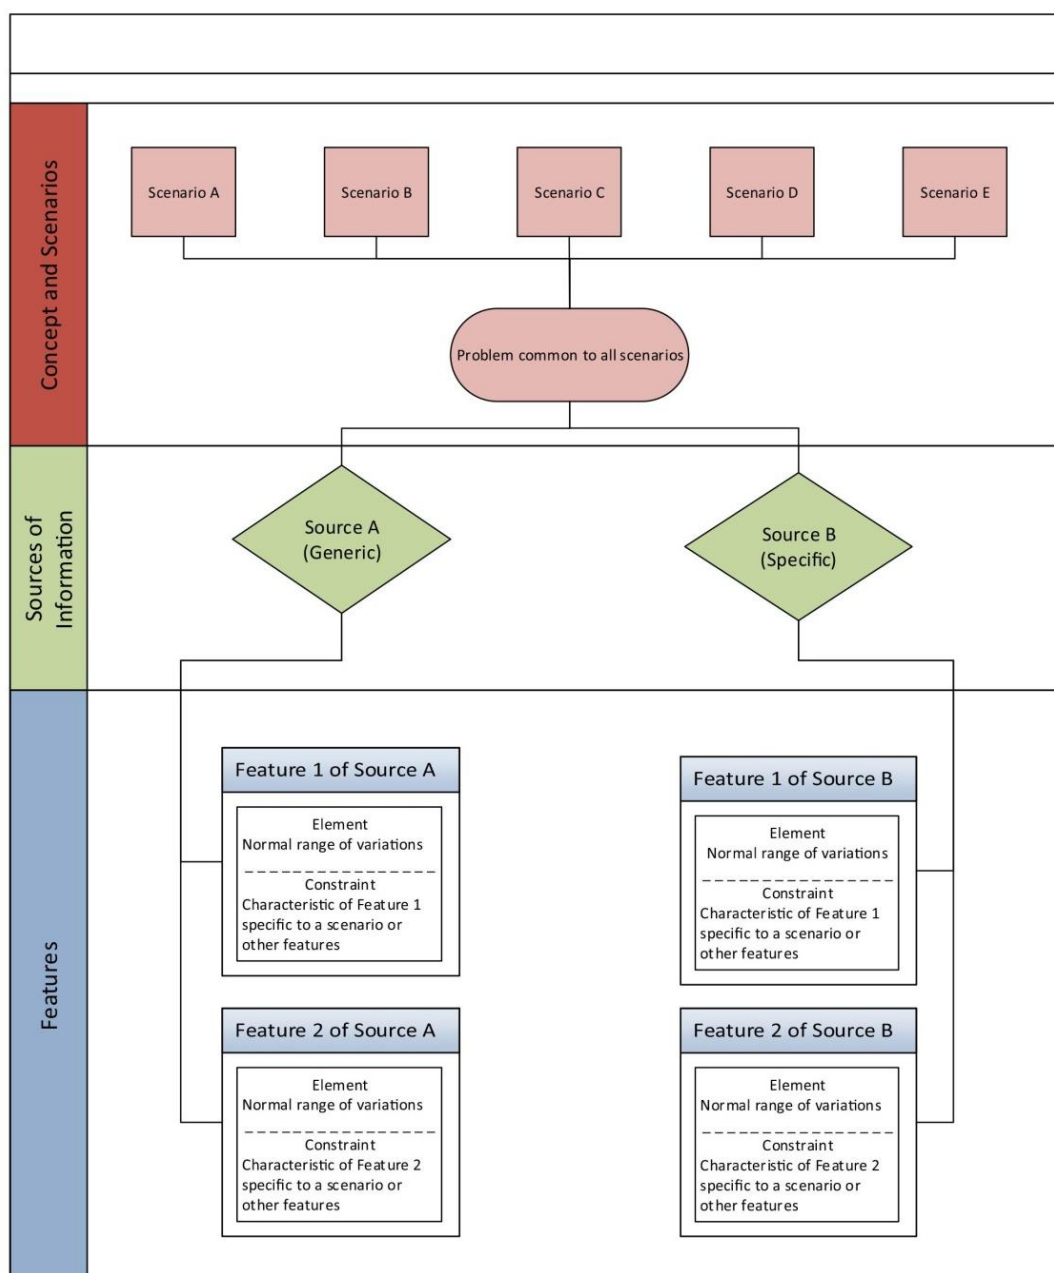 Concept and Scenarios
Scenario A
Scenario B
Scenario C
Scenario D
Scenario E
Problem common to all scenarios
Sources of
Information
Source A
(Generic)
Source B
(Specific)
Features
Feature 1 of Source A
Element
Normal range of variations
Constraint
Characteristic of Feature 1
specific to a scenario or
other features
Feature 1 of Source B
Element
Normal range of variations
Constraint
Characteristic of Feature 1
specific to a scenario or
other features
Feature 2 of Source A
Element
Normal range of variations
Constraint
Characteristic of Feature 2
specific to a scenario or
other features
Feature 2 of Source B
Element
Normal range of variations
Constraint
Characteristic of Feature 2
specific to a scenario or
other features